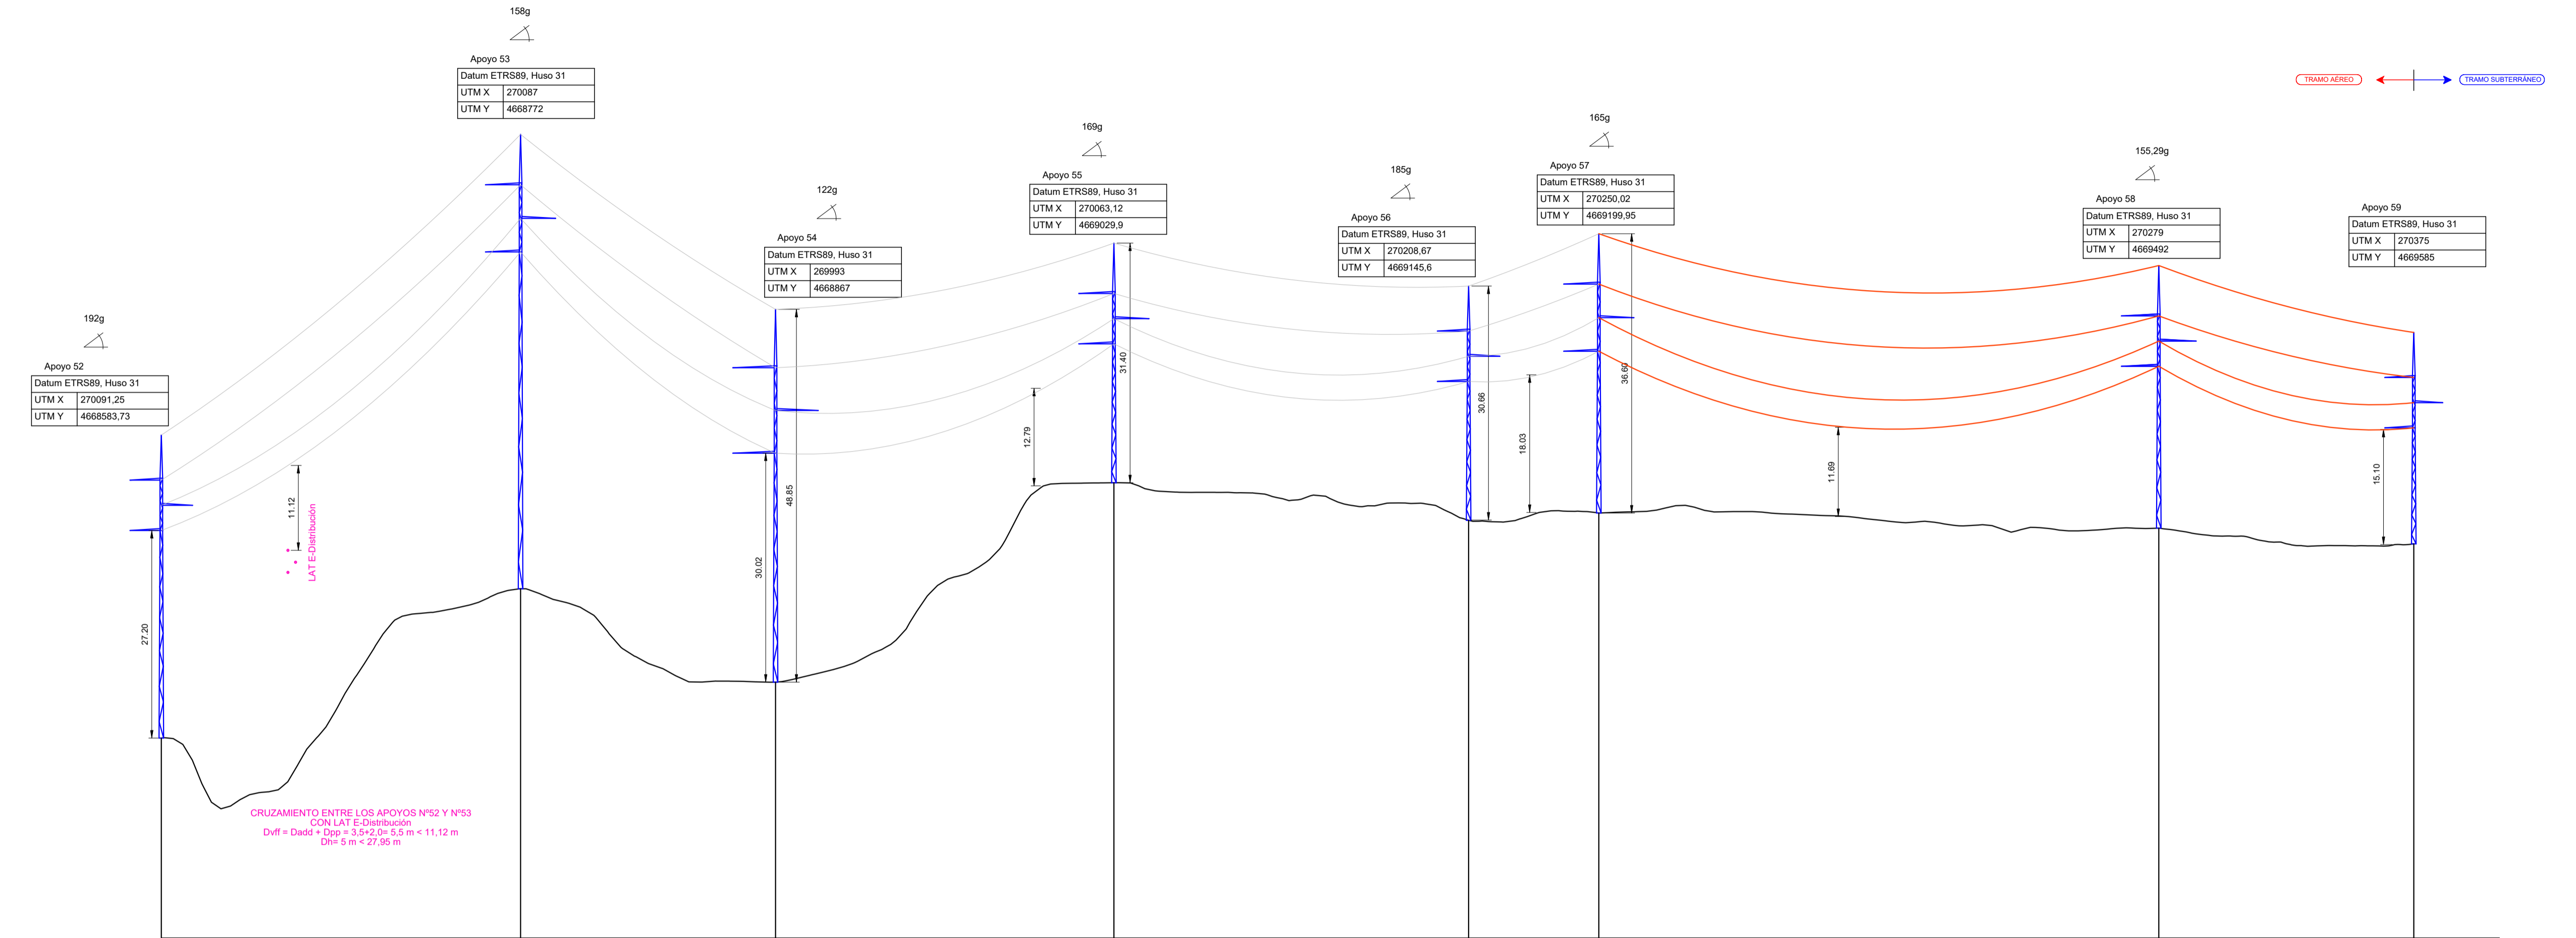 158g
Apoyo 53
Datum ETRS89, Huso 31
UTM X 270087
UTM Y 4668772
TRAMO AÉREO
TRAMO SUBTERRÁNEO
169g
Apoyo 55
Datum ETRS89, Huso 31
UTM X 270063,12
UTM Y 4669029,9
165g
Apoyo 57
Datum ETRS89, Huso 31
UTM X 270250,02
UTM Y 4669199,95
122g
Apoyo 54
Datum ETRS89, Huso 31
UTM X 269993
UTM Y 4668867
185g
Apoyo 56
Datum ETRS89, Huso 31
UTM X 270208,67
UTM Y 4669145,6
155,29g
Apoyo 58
Datum ETRS89, Huso 31
UTM X 270279
UTM Y 4669492
Apoyo 59
Datum ETRS89, Huso 31
UTM X 270375
UTM Y 4669585
192g
Apoyo 52
Datum ETRS89, Huso 31
UTM X 270091,25
UTM Y 4668583,73
27.20
11.12
LAT E-Distribución
30.02
48.85
12.79
31.40
30.66
18.03
36.60
11.69
15.10
CRUZAMIENTO ENTRE LOS APOYOS Nº52 Y Nº53
CON LAT E-Distribución
Dvff = Dadd + Dpp = 3,5+2,0= 5,5 m < 11,12 m
Dh= 5 m < 27,95 m